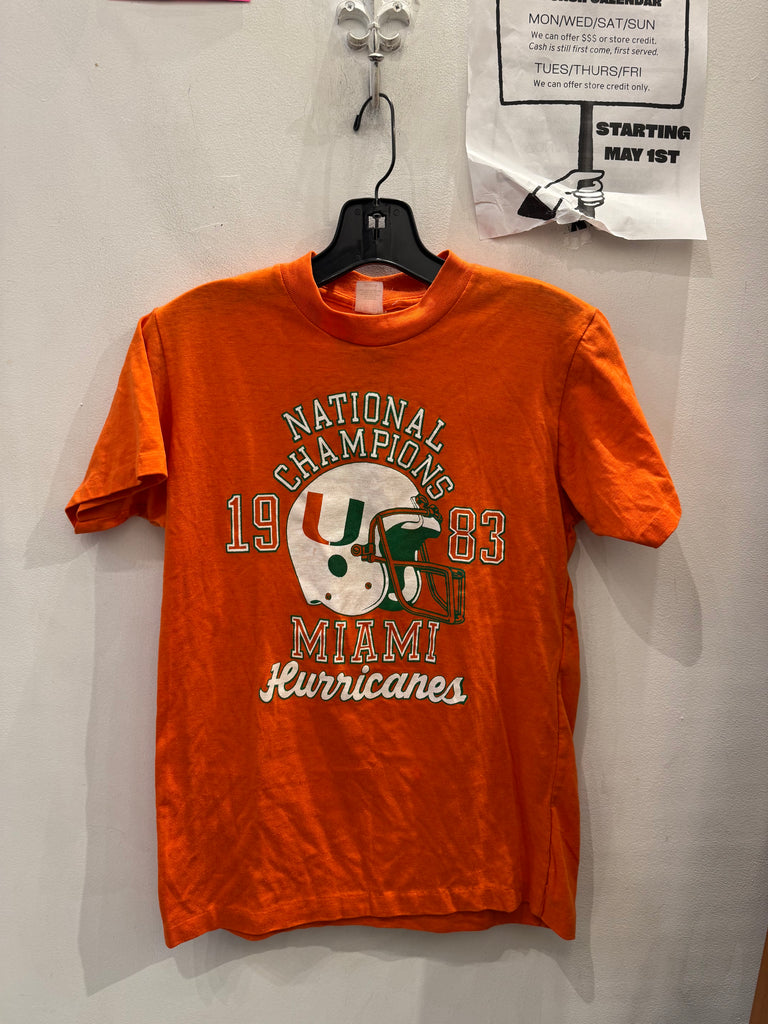 MON/WED/SAT/SUN
We can offer $$$ or store credit.
Cash is still first come, first served.
TUES/THURS/FRI
We can offer store credit only.
STARTING
MAY 1ST
NATIONAL
CHAMPIONS
19 83
U
MIAMI
Hurricanes